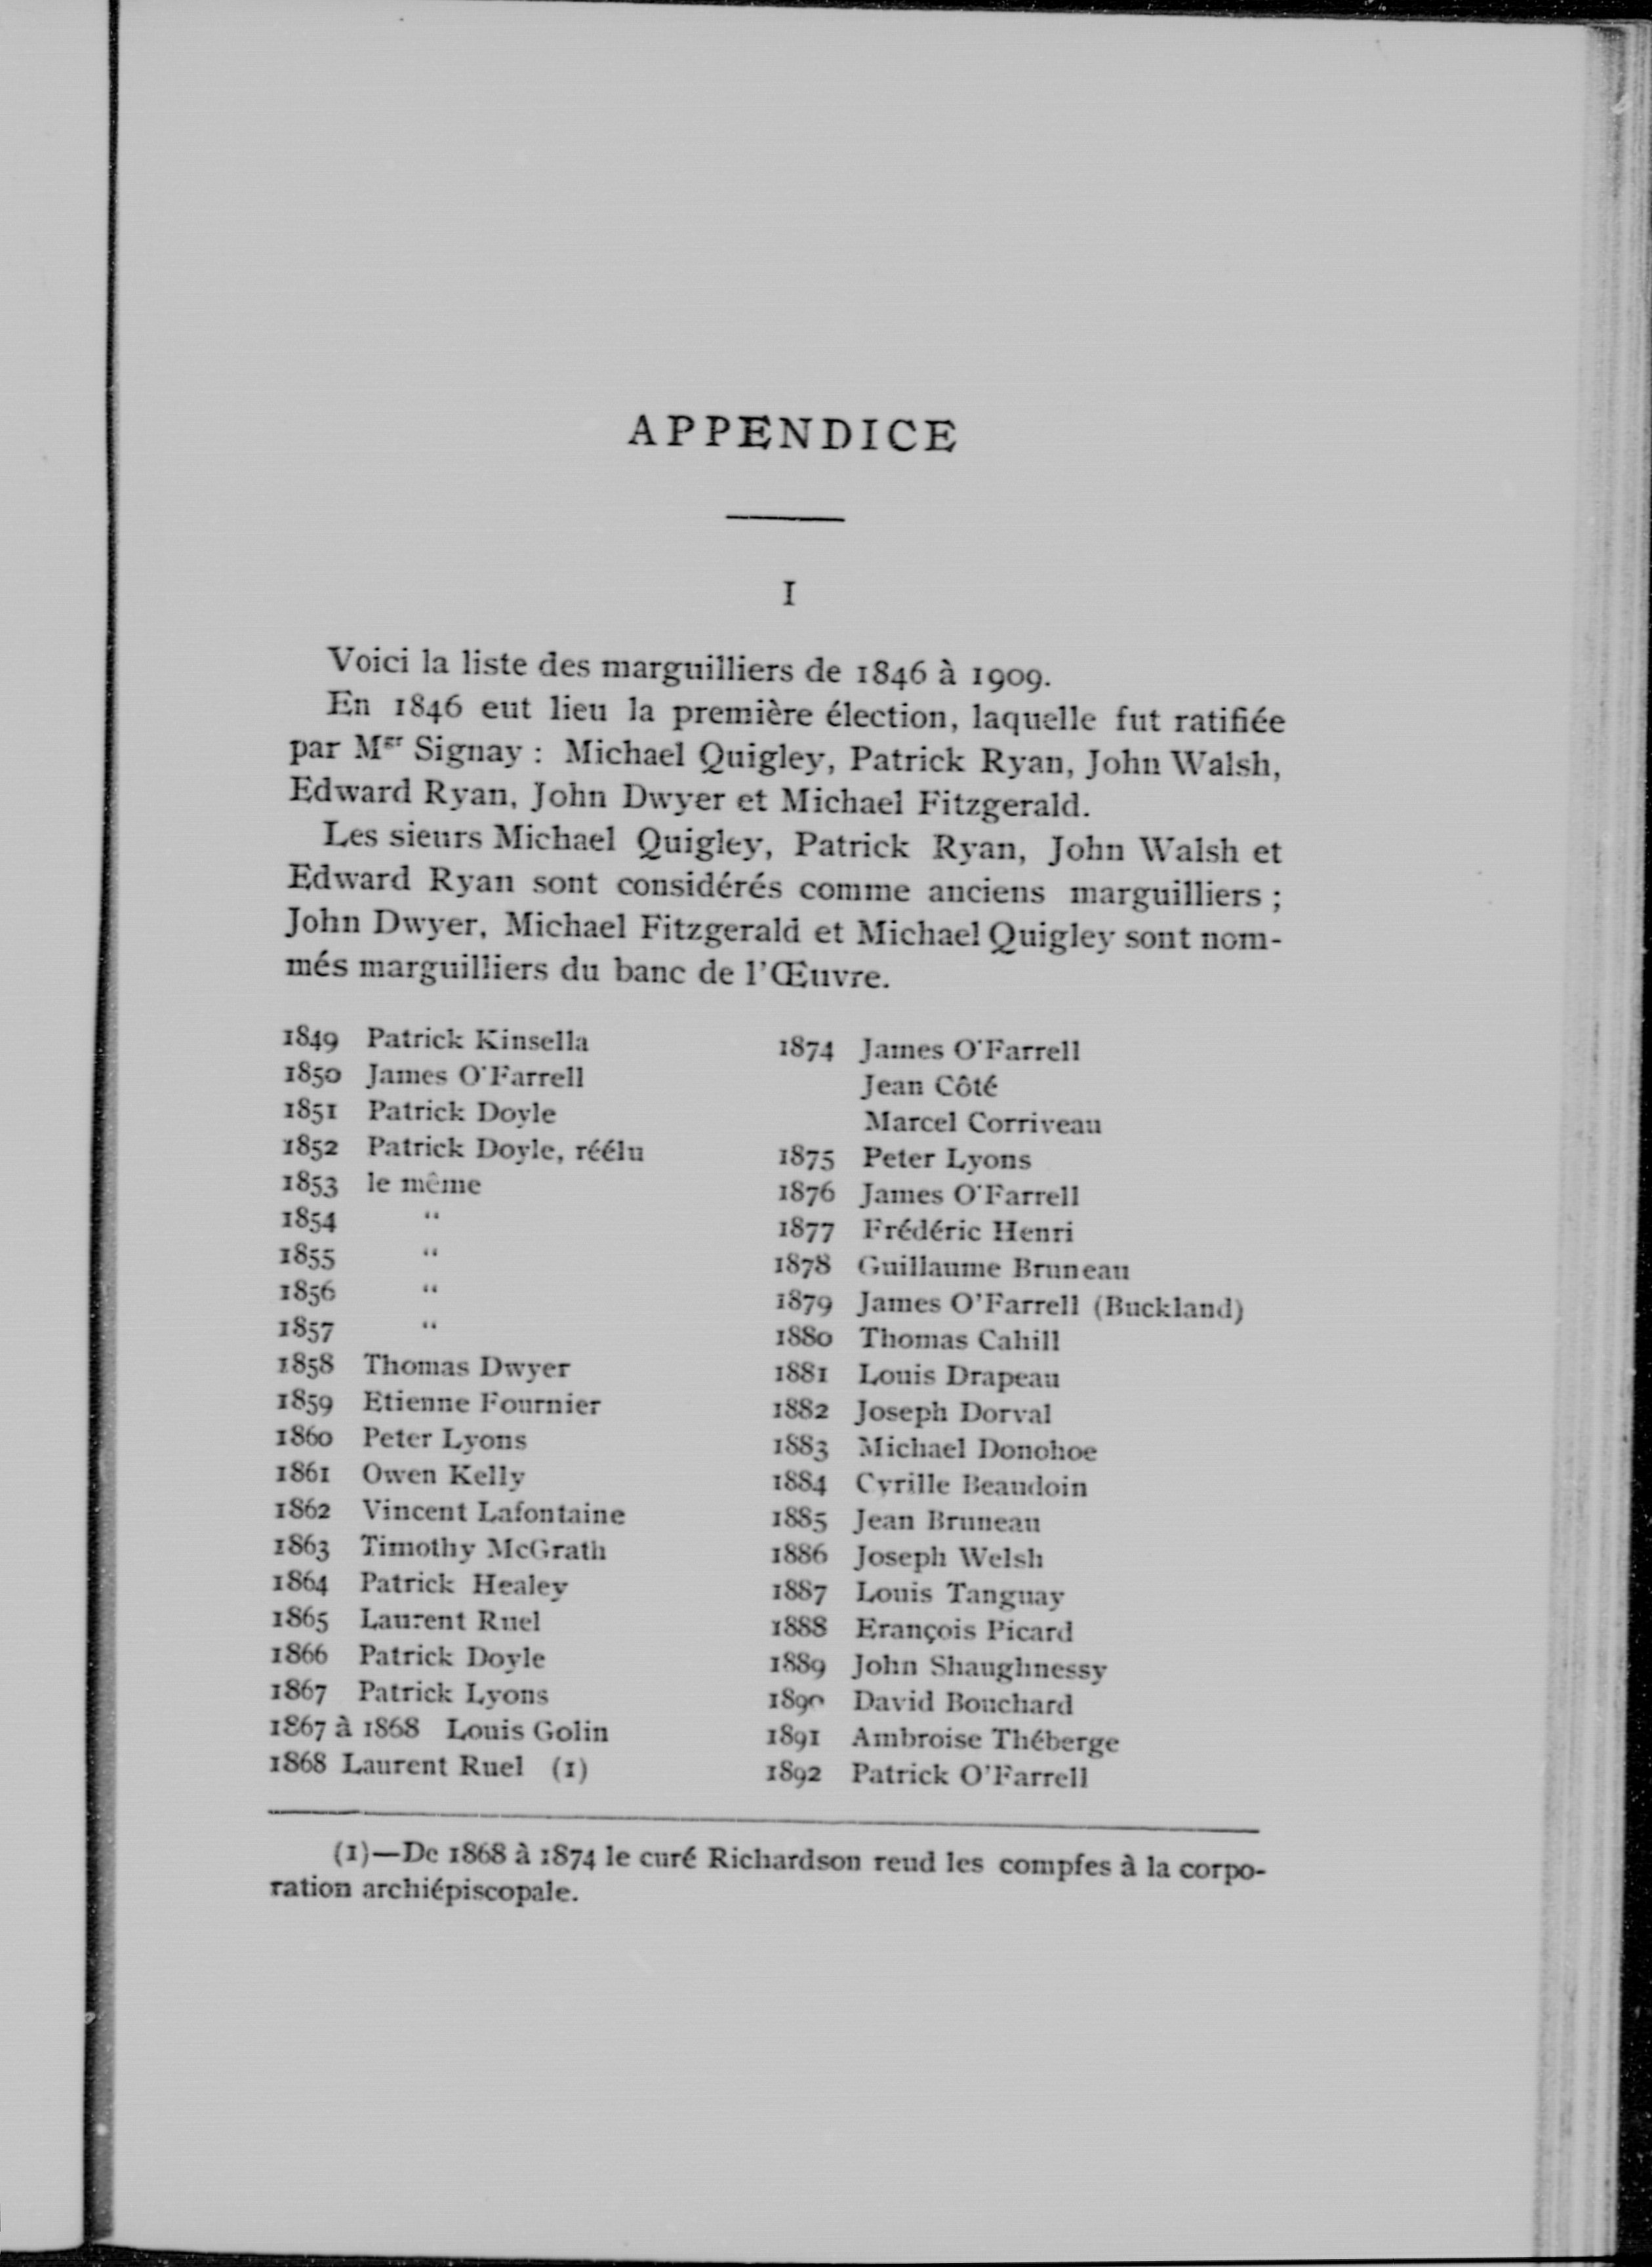 APPENDICE
I
Voici la liste des marguilliers de 1846 à 1909.
En 1846 eut lieu la première élection, laquelle fut ratifiée
par Mgr Signay : Michael Quigley, Patrick Ryan, John Walsh,
Edward Ryan, John Dwyer et Michael Fitzgerald.
Les sieurs Michael Quigley, Patrick Ryan, John Walsh et
Edward Ryan sont considérés comme anciens marguilliers ;
John Dwyer, Michael Fitzgerald et Michael Quigley sont nom-
més marguilliers du banc de l'Œuvre.
1849 Patrick Kinsella
1850 James O'Farrell
1851 Patrick Doyle
1852 Patrick Doyle, réélu
1853 le même
1854 "
1855 "
1856 "
1857 "
1858 Thomas Dwyer
1859 Etienne Fournier
1860 Peter Lyons
1861 Owen Kelly
1862 Vincent Lafontaine
1863 Timothy McGrath
1864 Patrick Healey
1865 Laurent Ruel
1866 Patrick Doyle
1867 Patrick Lyons
1867 à 1868 Louis Golin
1868 Laurent Ruel (1)
1874 James O'Farrell
Jean Côté
Marcel Corriveau
1875 Peter Lyons
1876 James O'Farrell
1877 Frédéric Henri
1878 Guillaume Bruneau
1879 James O'Farrell (Buckland)
1880 Thomas Cahill
1881 Louis Drapeau
1882 Joseph Dorval
1883 Michael Donohoe
1884 Cyrille Beaudoin
1885 Jean Bruneau
1886 Joseph Welsh
1887 Louis Tanguay
1888 Erançois Picard
1889 John Shaughnessy
1890 David Bouchard
1891 Ambroise Théberge
1892 Patrick O'Farrell
(1)—De 1868 à 1874 le curé Richardson reud les compfes à la corpo-
ration archiépiscopale.